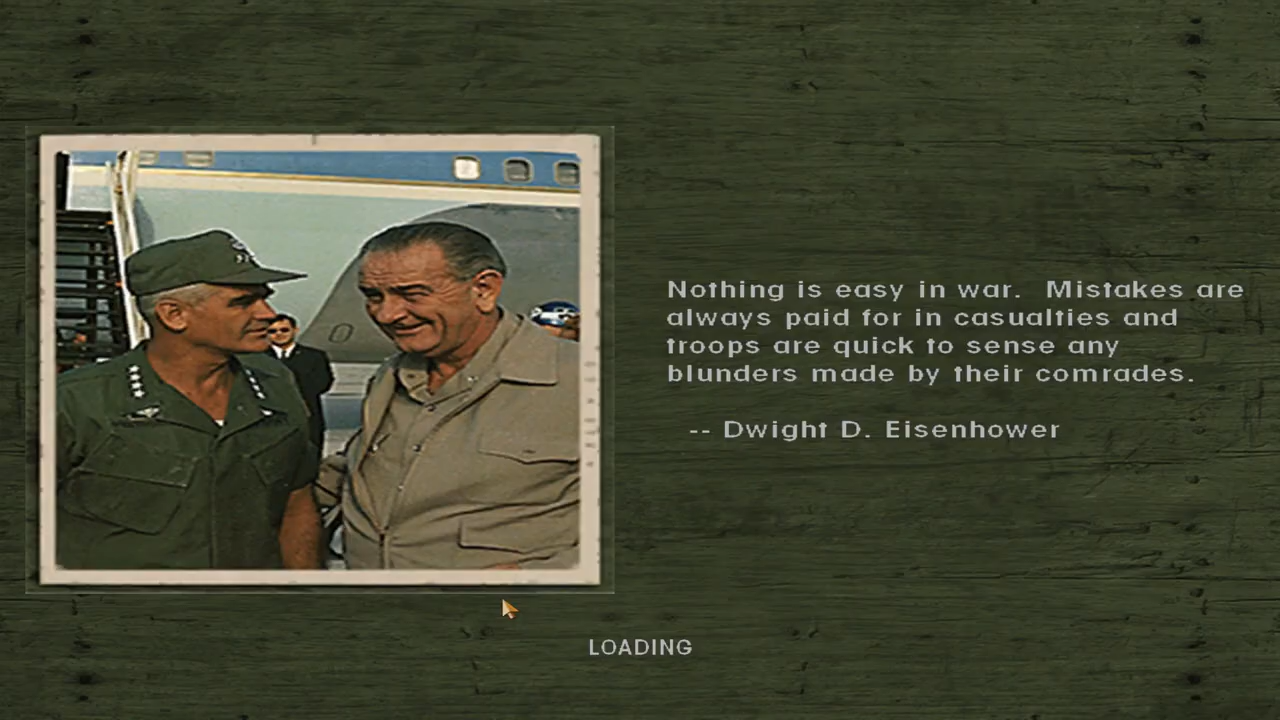 Nothing is easy in war.  Mistakes are
always paid for in casualties and
troops are quick to sense any
blunders made by their comrades.
-- Dwight D. Eisenhower
LOADING